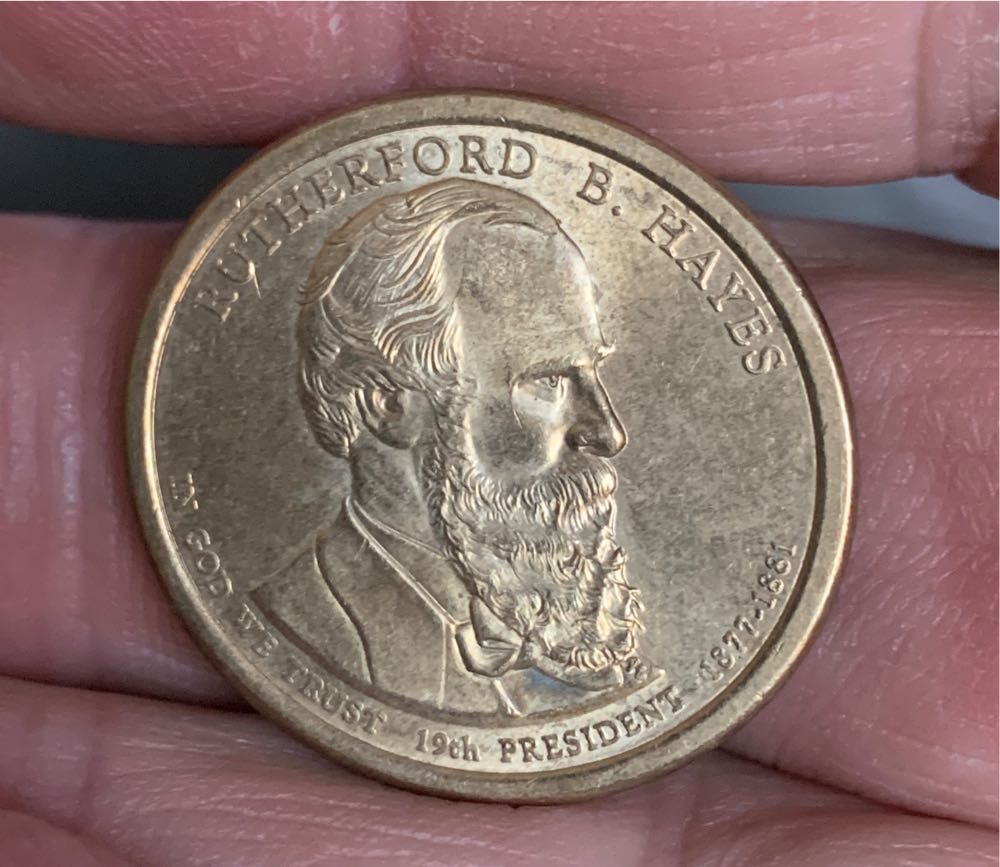 RUTHERFORD B. HAYES
IN GOD WE TRUST 19th PRESIDENT 1877-1881